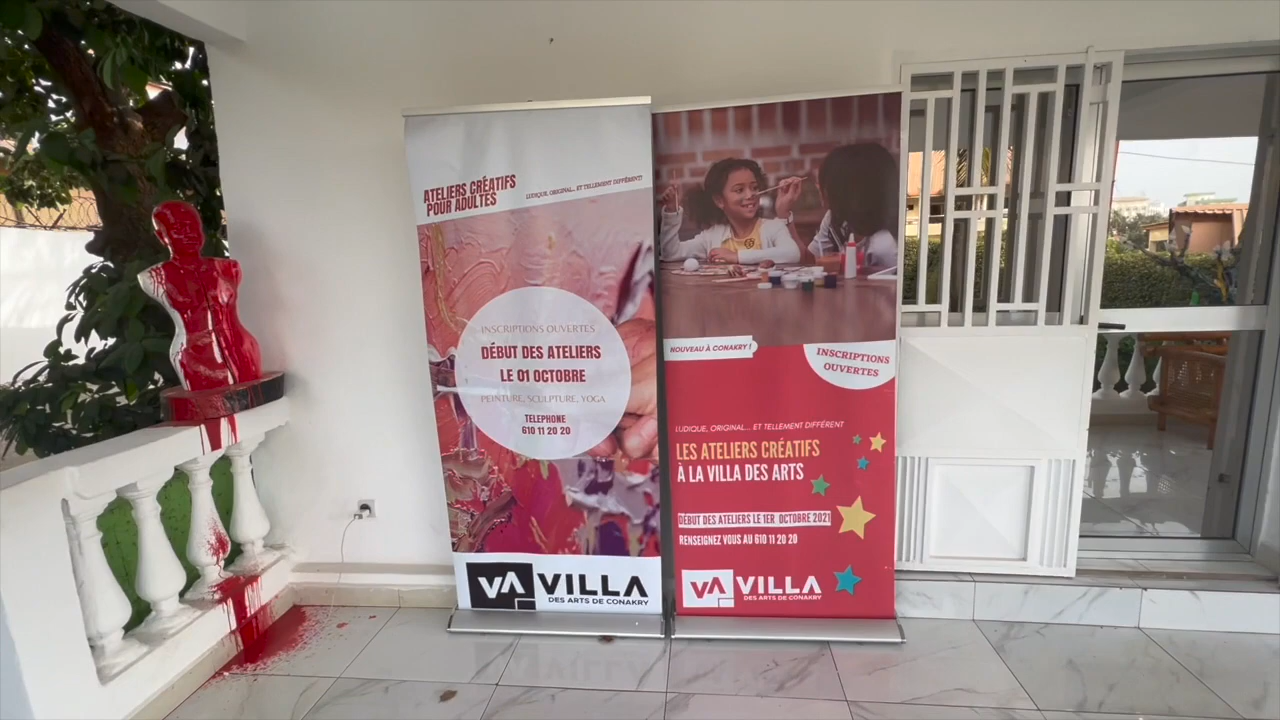 ATELIERS CRÉATIFS
POUR ADULTES
LUDIQUE, ORIGINAL... ET TELLEMENT DIFFÉRENT!
INSCRIPTIONS OUVERTES
DÉBUT DES ATELIERS
LE 01 OCTOBRE
PEINTURE, SCULPTURE, YOGA
TELEPHONE
610 11 20 20
VA VILLA
DES ARTS DE CONAKRY
NOUVEAU À CONAKRY !
INSCRIPTIONS
OUVERTES
LUDIQUE, ORIGINAL... ET TELLEMENT DIFFÉRENT
LES ATELIERS CRÉATIFS
À LA VILLA DES ARTS
DÉBUT DES ATELIERS LE 1ER OCTOBRE 2021
RENSEIGNEZ VOUS AU 610 11 20 20
VA VILLA
DES ARTS DE CONAKRY